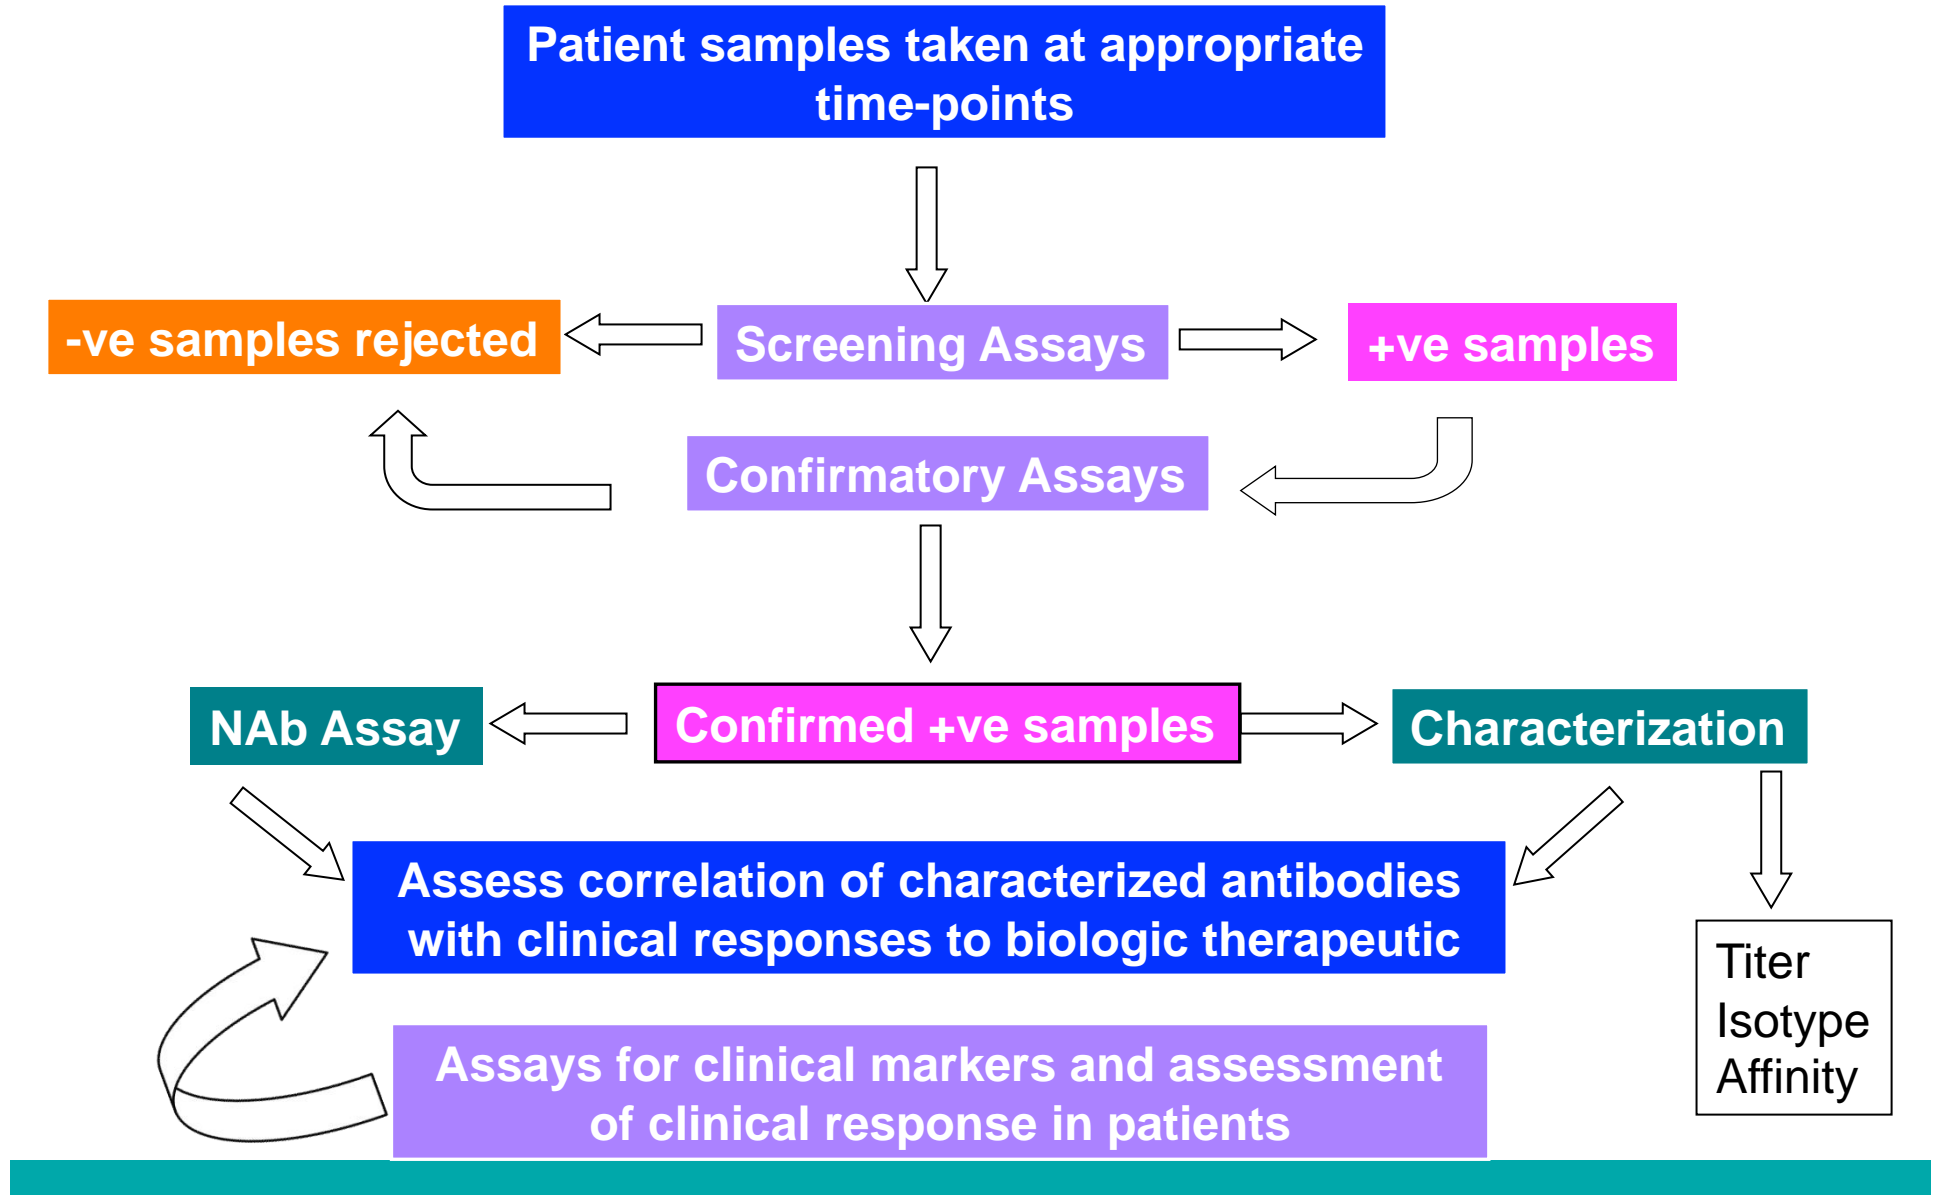 Patient samples taken at appropriate
time-points
-ve samples rejected
Screening Assays
+ve samples
Confirmatory Assays
NAb Assay
Confirmed +ve samples
Characterization
Assess correlation of characterized antibodies
with clinical responses to biologic therapeutic
Titer
Isotype
Affinity
Assays for clinical markers and assessment
of clinical response in patients